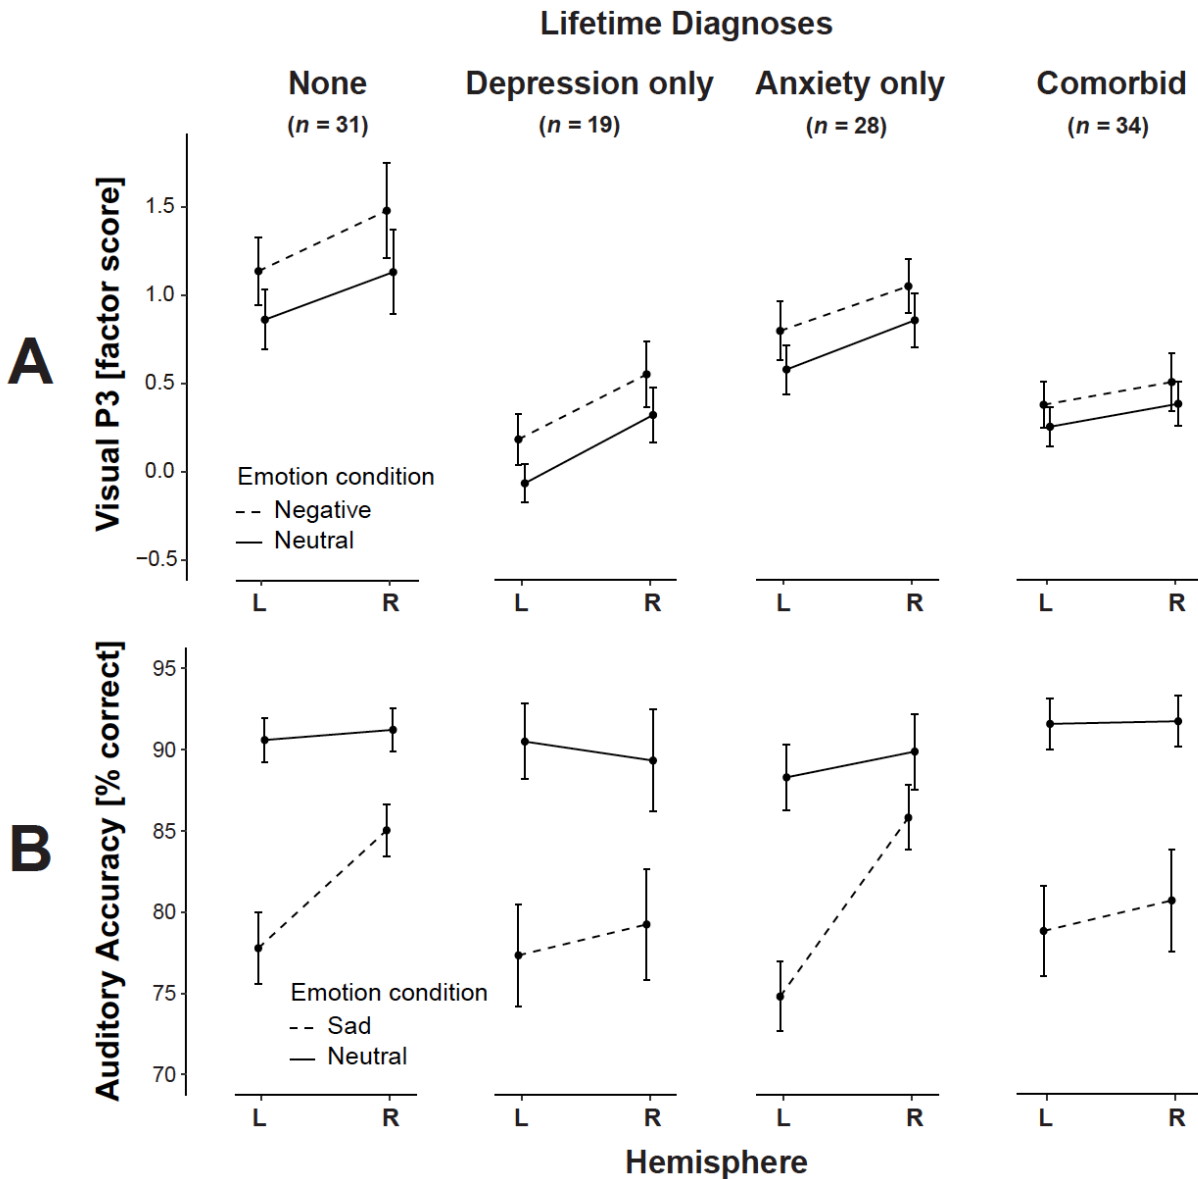 Lifetime Diagnoses
None Depression only Anxiety only Comorbid
(n = 31) (n = 19) (n = 28) (n = 34)
A
Visual P3 [factor score]
1.5
1.0
0.5
0.0
−0.5
Emotion condition
Negative
Neutral
L R L R L R L R
B
Auditory Accuracy [% correct]
95
90
85
80
75
70
Emotion condition
Sad
Neutral
L R L R L R L R
Hemisphere